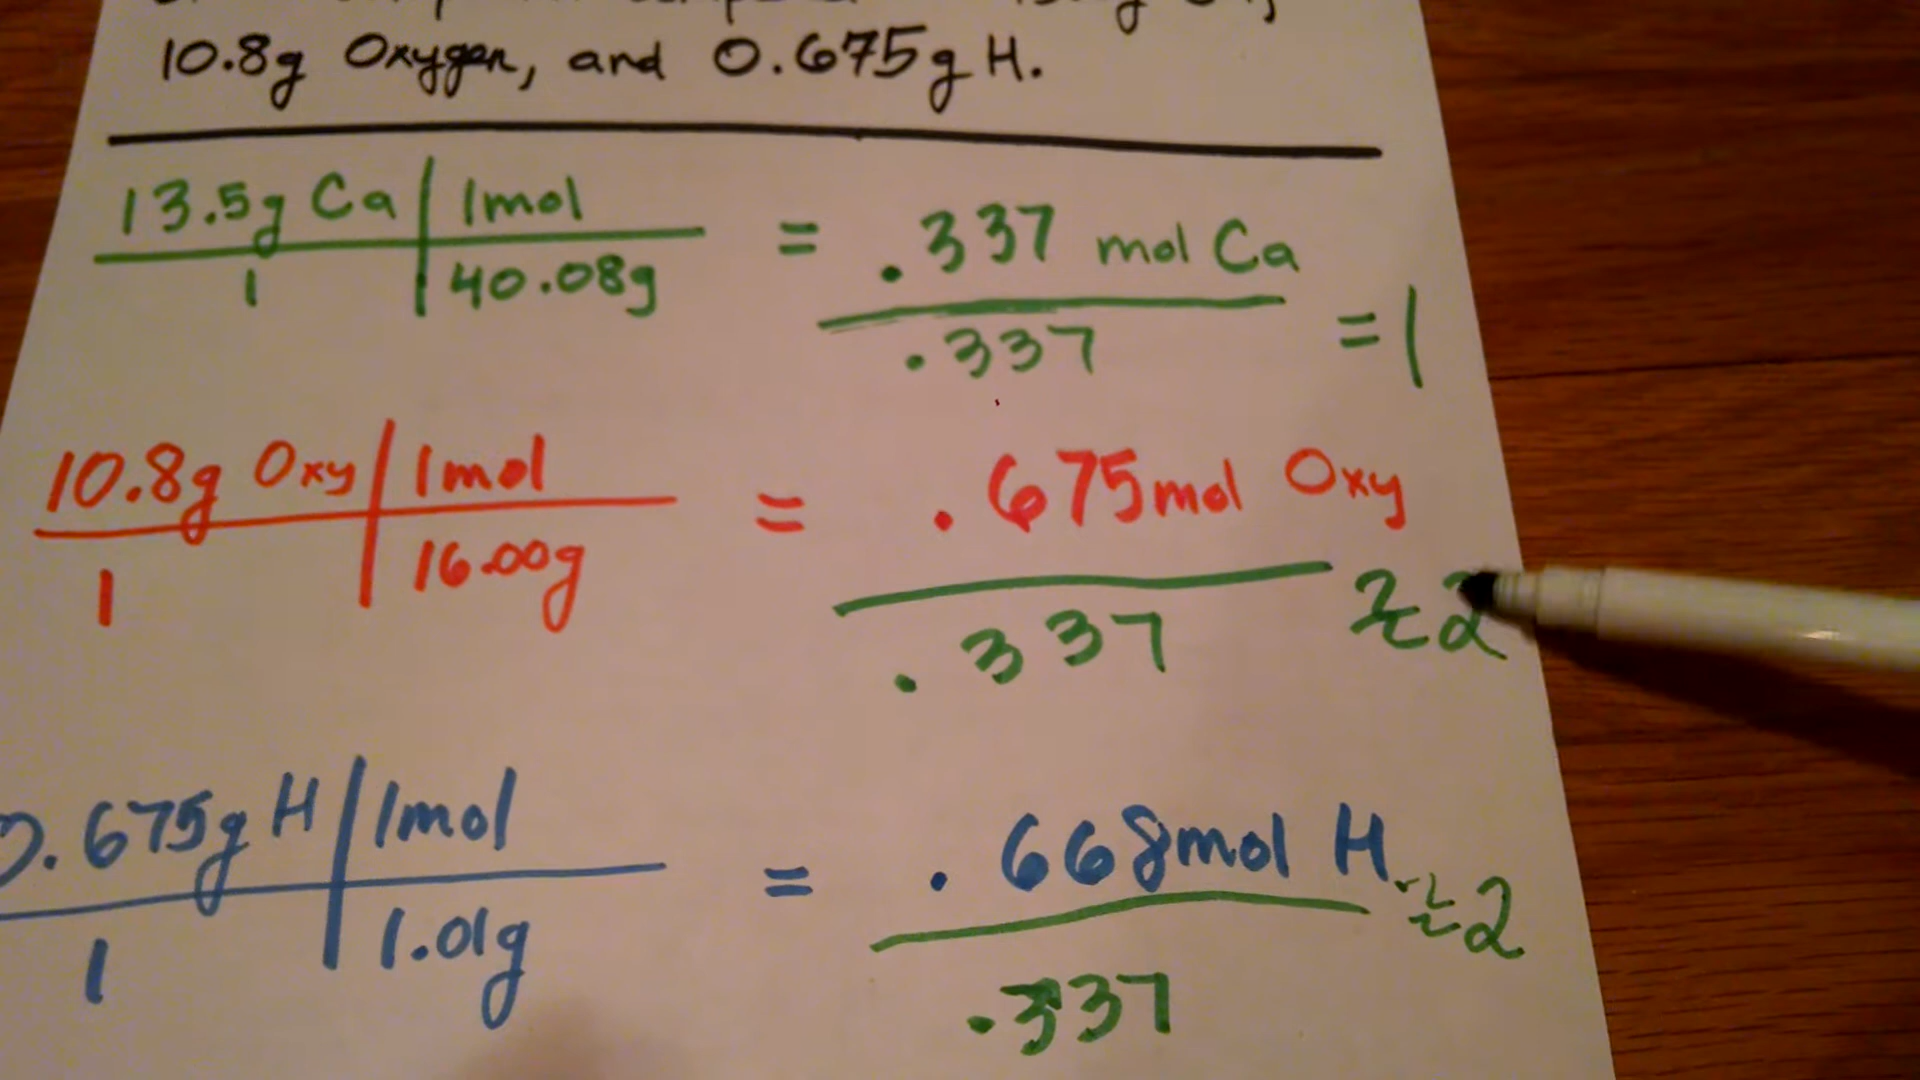 10.8g Oxygen, and 0.675g H.
13.5g Ca | 1mol
1 | 40.08g
= .337 mol Ca
.337
= 1
10.8g Oxy | 1mol
1 | 16.00g
= .675mol Oxy
.337
≈ 2
0.675g H | 1mol
1 | 1.01g
= .668mol H
.337
≈ 2